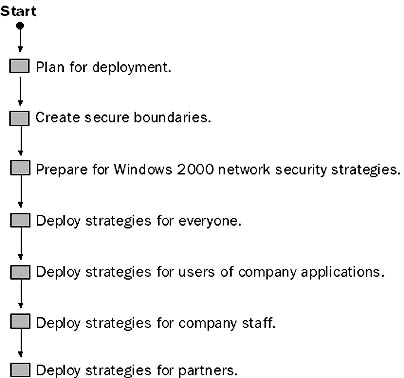 Start
Plan for deployment.
Create secure boundaries.
Prepare for Windows 2000 network security strategies.
Deploy strategies for everyone.
Deploy strategies for users of company applications.
Deploy strategies for company staff.
Deploy strategies for partners.